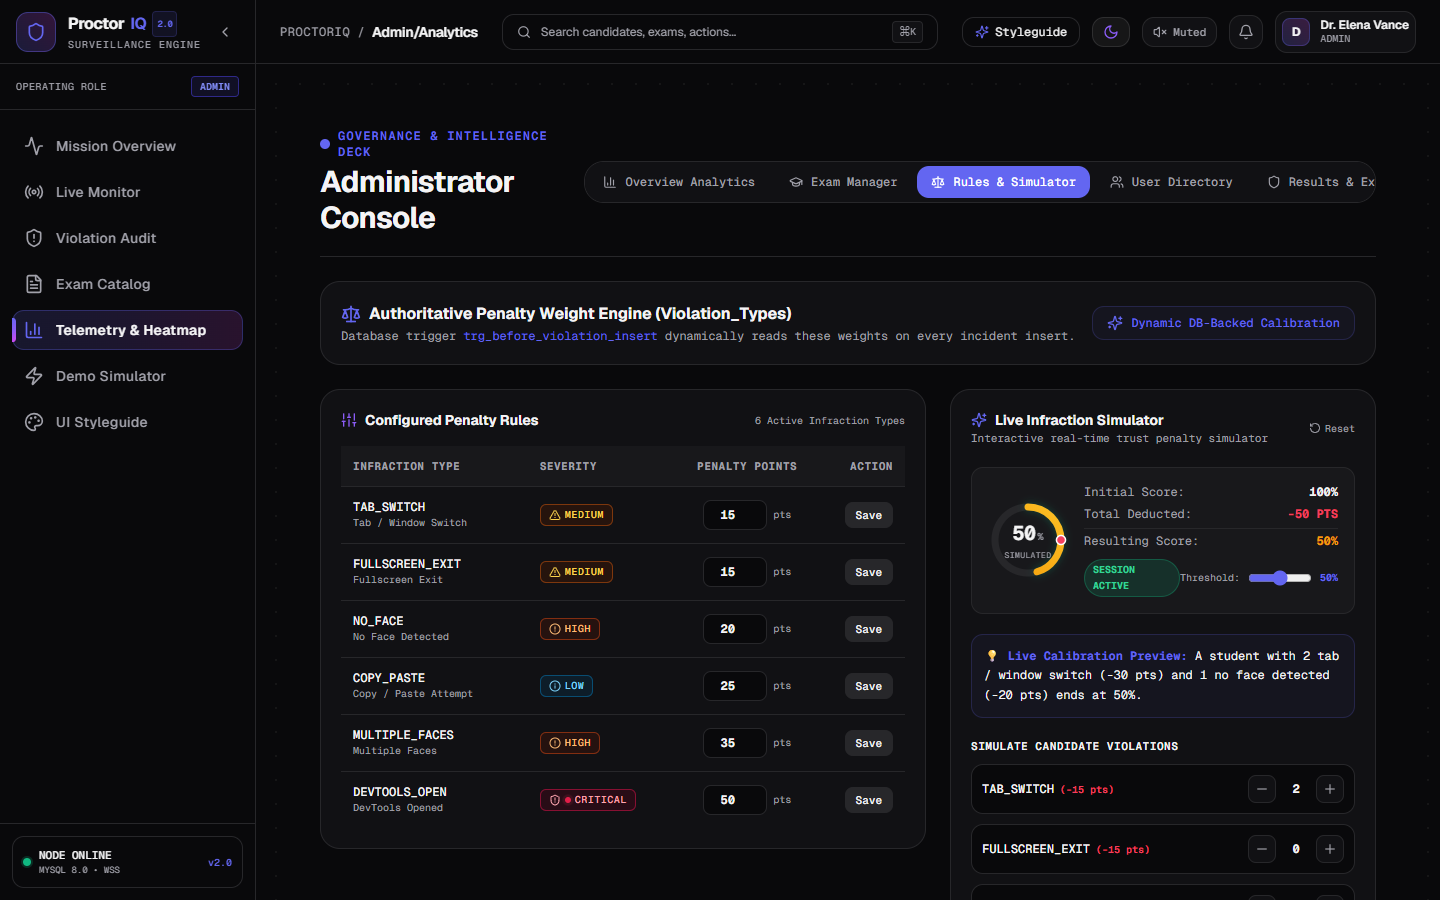 Proctor IQ 2.0
SURVEILLANCE ENGINE
PROCTORIQ / Admin/Analytics
Search candidates, exams, actions...
⌘K
Styleguide
Muted
D
Dr. Elena Vance
ADMIN
OPERATING ROLE
ADMIN
Mission Overview
Live Monitor
Violation Audit
Exam Catalog
Telemetry & Heatmap
Demo Simulator
UI Styleguide
NODE ONLINE
MYSQL 8.0 • WSS
v2.0
GOVERNANCE & INTELLIGENCE
DECK
Administrator
Console
Overview Analytics
Exam Manager
Rules & Simulator
User Directory
Results & Ex
Authoritative Penalty Weight Engine (Violation_Types)
Database trigger trg_before_violation_insert dynamically reads these weights on every incident insert.
Dynamic DB-Backed Calibration
Configured Penalty Rules
6 Active Infraction Types
INFRACTION TYPE SEVERITY PENALTY POINTS ACTION
TAB_SWITCH
Tab / Window Switch
MEDIUM
15 pts
Save
FULLSCREEN_EXIT
Fullscreen Exit
MEDIUM
15 pts
Save
NO_FACE
No Face Detected
HIGH
20 pts
Save
COPY_PASTE
Copy / Paste Attempt
LOW
25 pts
Save
MULTIPLE_FACES
Multiple Faces
HIGH
35 pts
Save
DEVTOOLS_OPEN
DevTools Opened
CRITICAL
50 pts
Save
Live Infraction Simulator
Interactive real-time trust penalty simulator
Reset
50%
SIMULATED
Initial Score: 100%
Total Deducted: -50 PTS
Resulting Score: 50%
SESSION
ACTIVE
Threshold: 50%
💡 Live Calibration Preview: A student with 2 tab
/ window switch (-30 pts) and 1 no face detected
(-20 pts) ends at 50%.
SIMULATE CANDIDATE VIOLATIONS
TAB_SWITCH (-15 pts) − 2 +
FULLSCREEN_EXIT (-15 pts) − 0 +